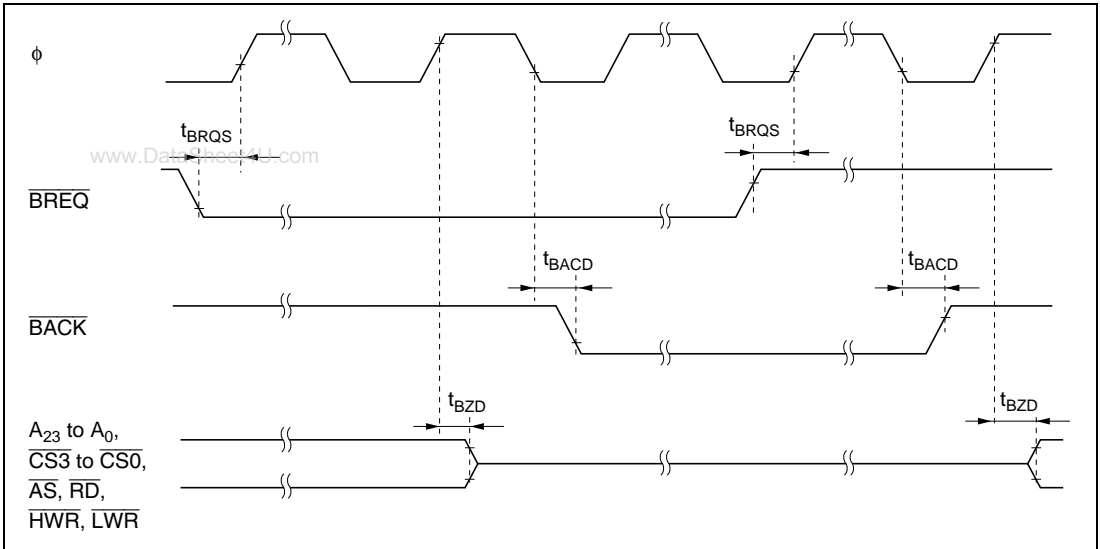 ϕ
tBRQS
tBRQS
www.DataSheet4U.com
BREQ
tBACD
tBACD
BACK
tBZD
tBZD
A23 to A0,
CS3 to CS0,
AS, RD,
HWR, LWR